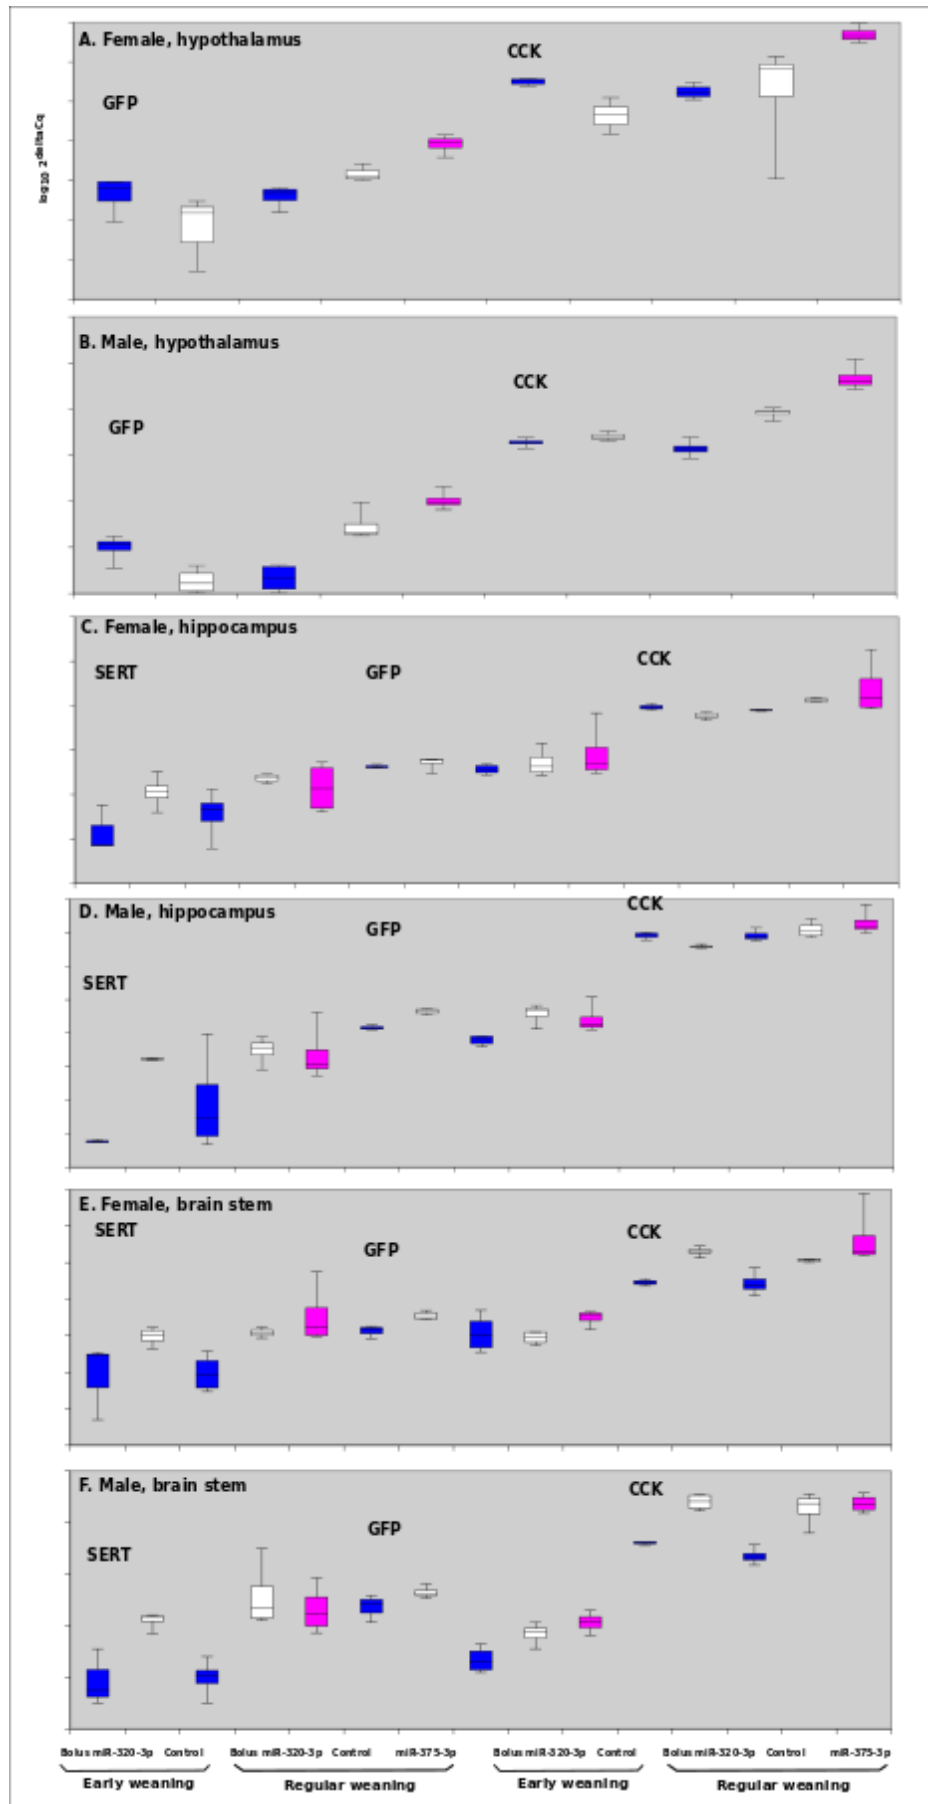 A. Female, hypothalamus
CCK
GFP
log10 2deltaCq
B. Male, hypothalamus
CCK
GFP
C. Female, hippocampus
SERT GFP CCK
D. Male, hippocampus
CCK
GFP
SERT
E. Female, brain stem
SERT
GFP
CCK
F. Male, brain stem
CCK
GFP
SERT
Bolus miR-320-3p Control Bolus miR-320-3p Control miR-375-3p Bolus miR-320-3p Control Bolus miR-320-3p Control miR-375-3p
Early weaning Regular weaning Early weaning Regular weaning